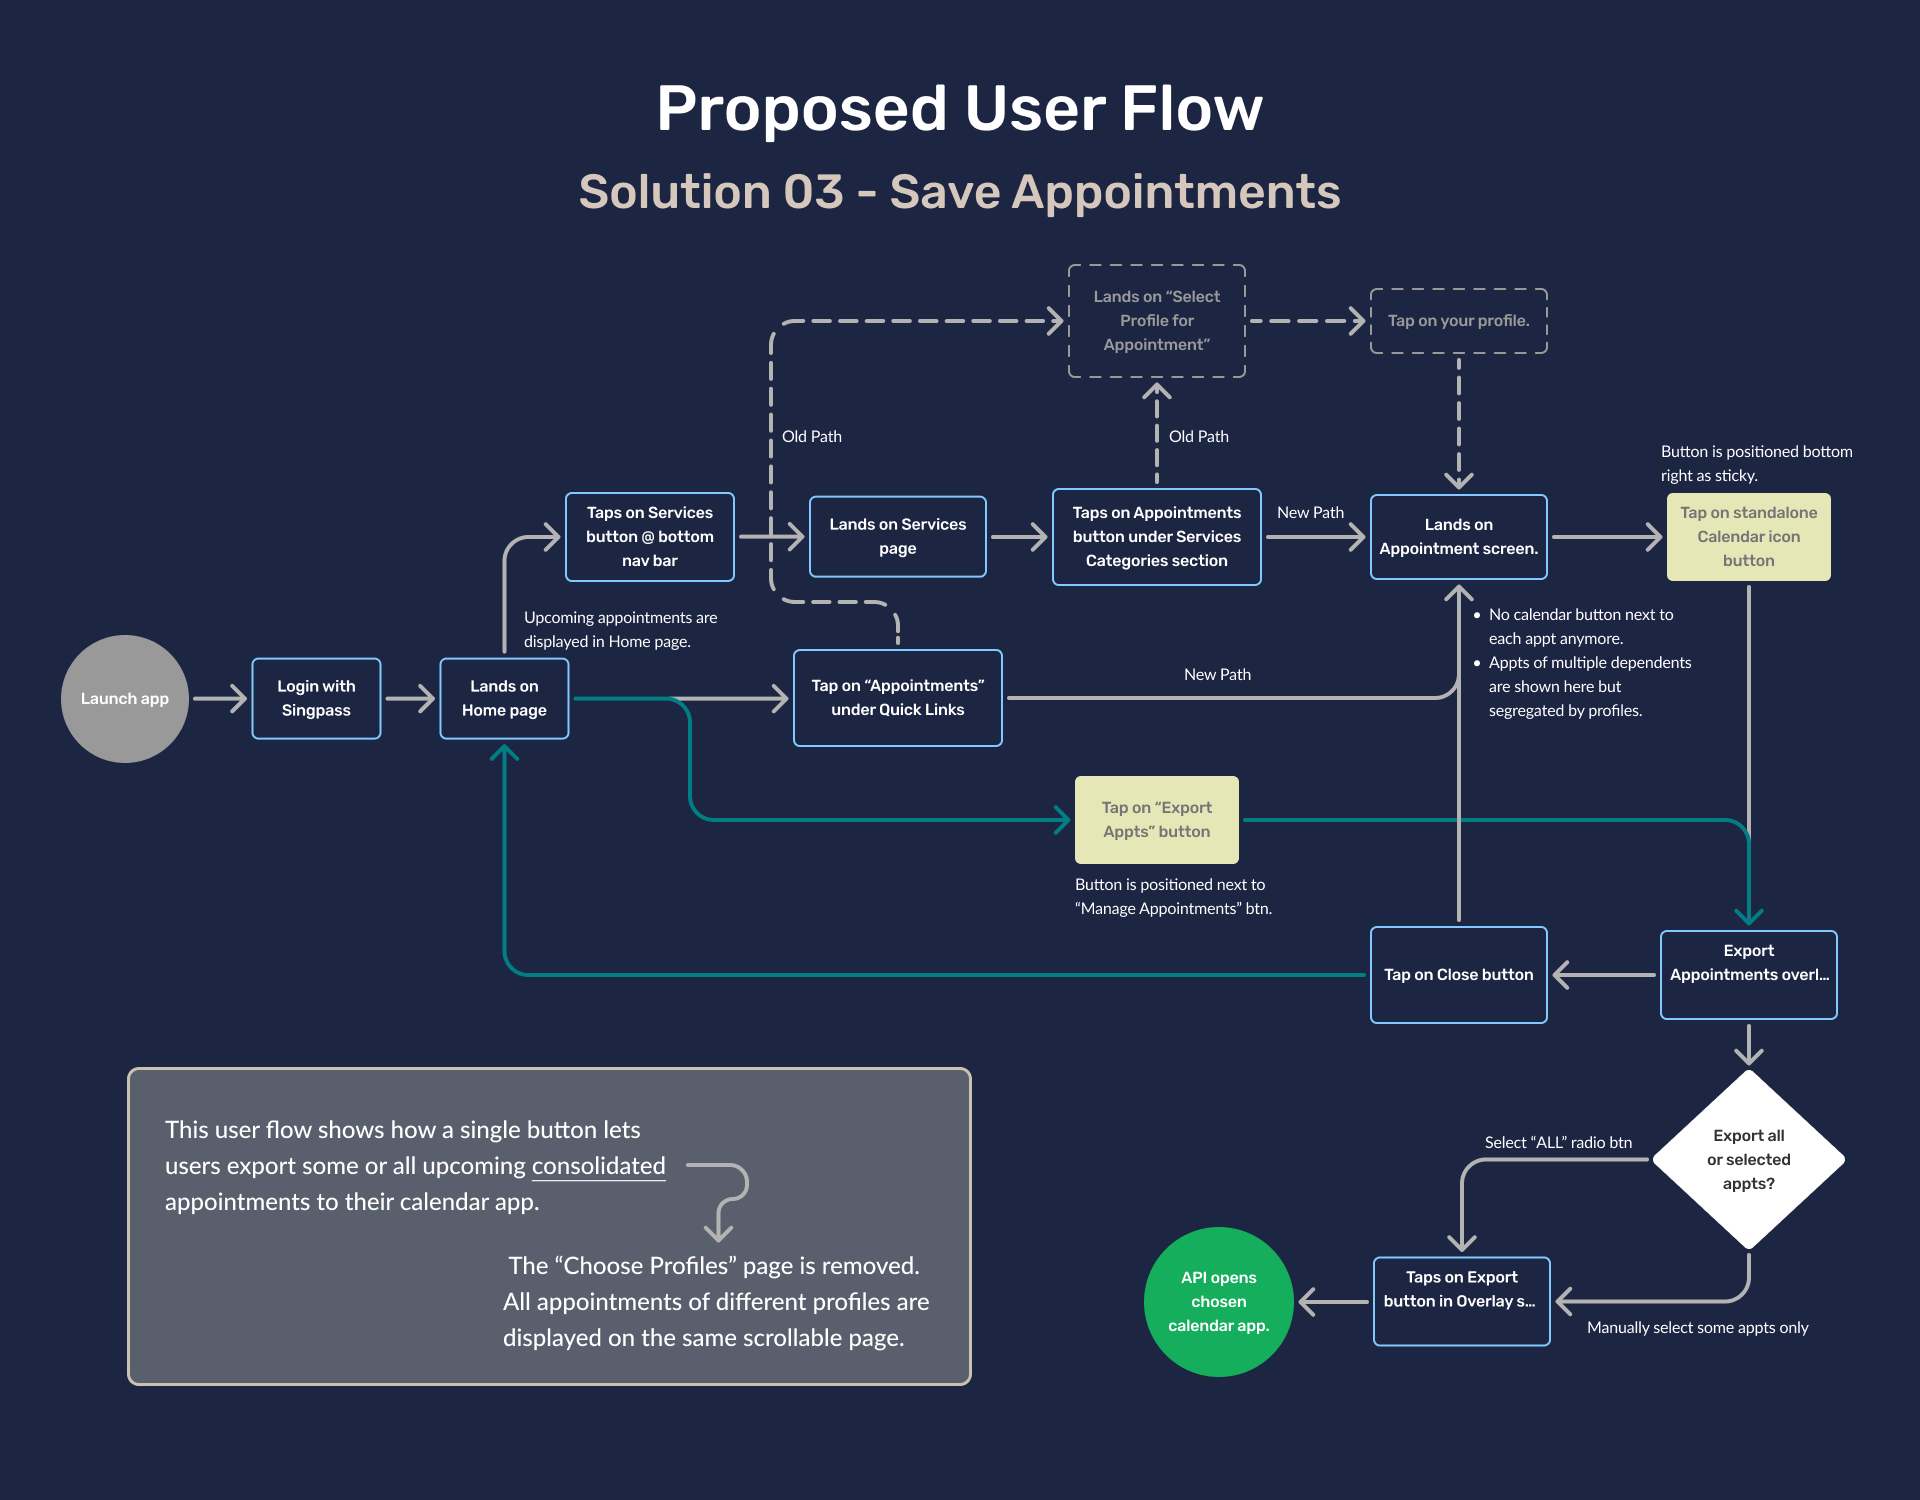 Proposed User Flow
Solution 03 - Save Appointments
Lands on “Select
Profile for
Appointment”
Tap on your profile.
Old Path
Old Path
Button is positioned bottom
right as sticky.
Taps on Services
button @ bottom
nav bar
Lands on Services
page
Taps on Appointments
button under Services
Categories section
New Path
Lands on
Appointment screen.
Tap on standalone
Calendar icon
button
Upcoming appointments are
displayed in Home page.
• No calendar button next to
each appt anymore.
• Appts of multiple dependents
are shown here but
segregated by profiles.
Launch app
Login with
Singpass
Lands on
Home page
Tap on “Appointments”
under Quick Links
New Path
Tap on “Export
Appts” button
Button is positioned next to
“Manage Appointments” btn.
Tap on Close button
Export
Appointments overl...
This user flow shows how a single button lets
users export some or all upcoming consolidated
appointments to their calendar app.
The “Choose Profiles” page is removed.
All appointments of different profiles are
displayed on the same scrollable page.
Select “ALL” radio btn
Export all
or selected
appts?
API opens
chosen
calendar app.
Taps on Export
button in Overlay s...
Manually select some appts only